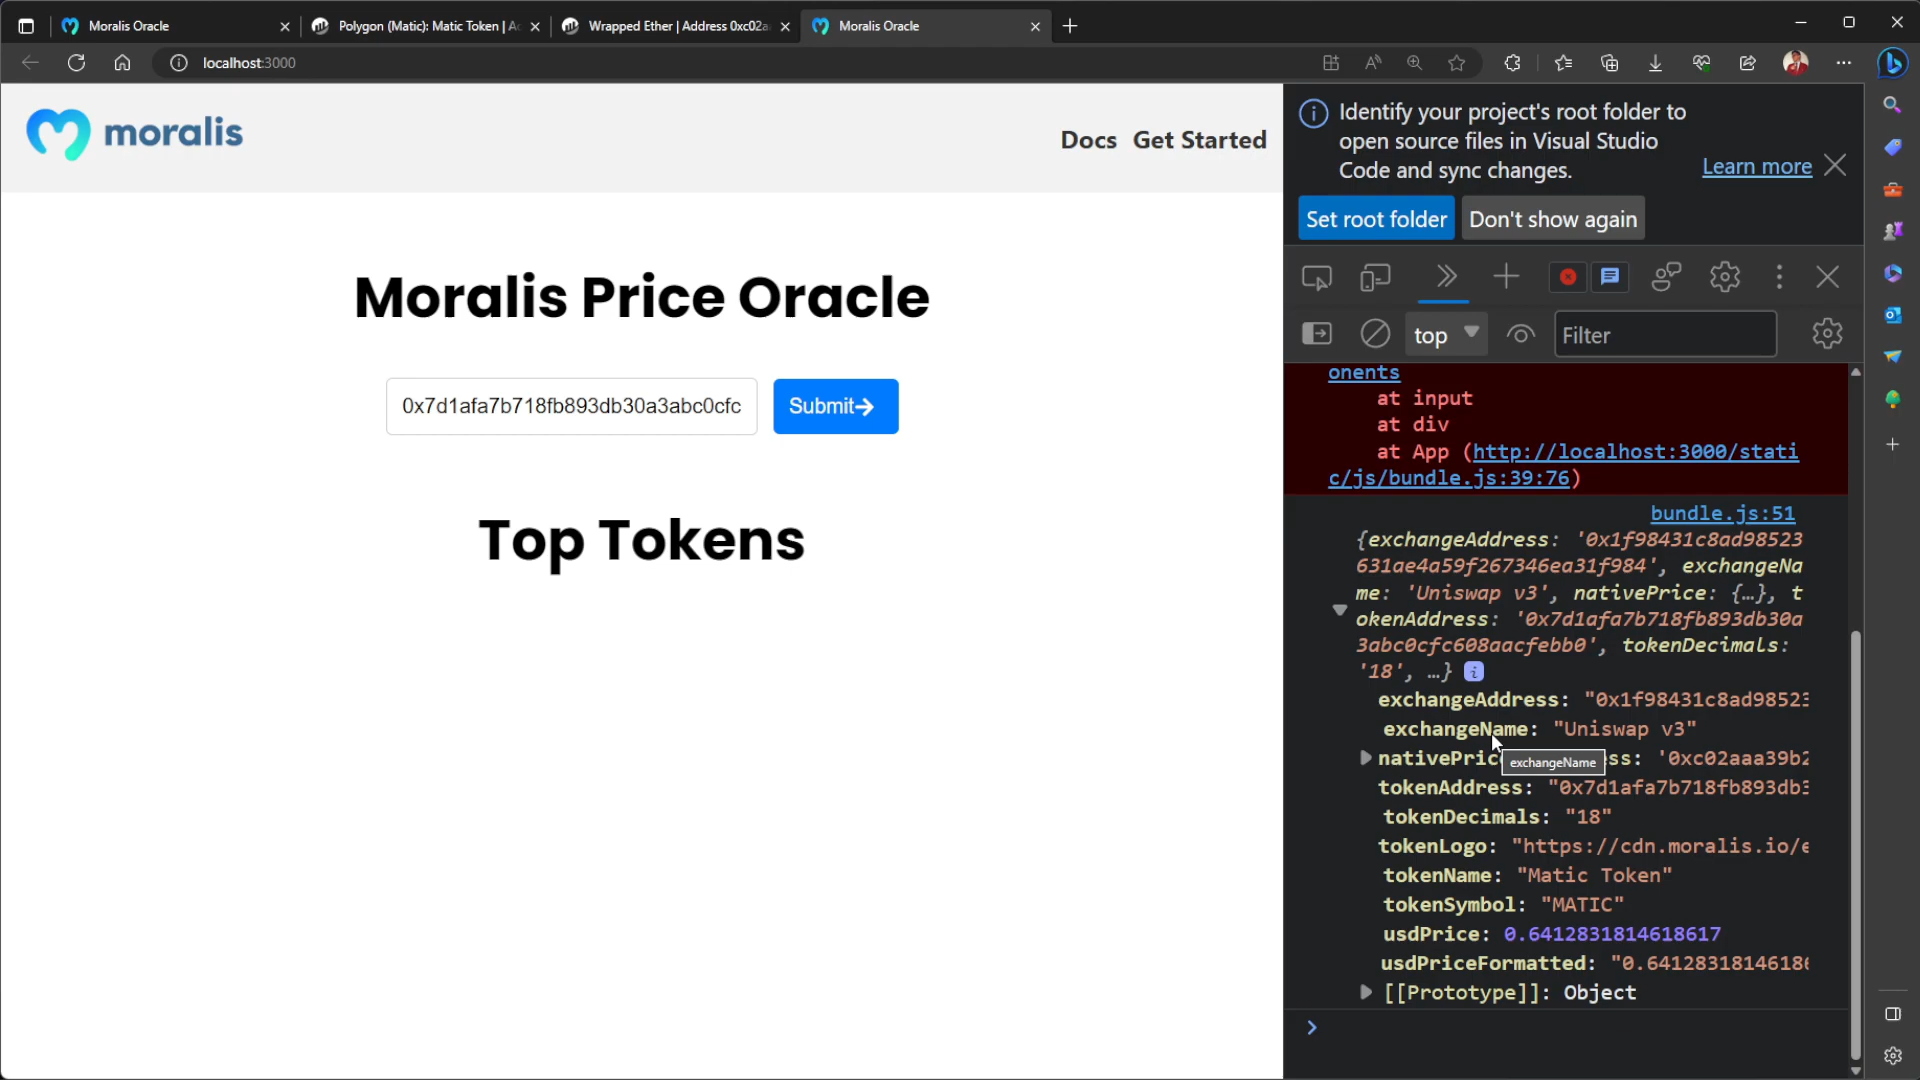 Moralis Oracle
Polygon (Matic): Matic Token | Ad
Wrapped Ether | Address 0xc02aa
Moralis Oracle
localhost:3000
moralis
Docs Get Started
Moralis Price Oracle
0x7d1afa7b718fb893db30a3abc0cfc
Submit
Top Tokens
Identify your project's root folder to
open source files in Visual Studio
Code and sync changes.
Learn more
Set root folder
Don't show again
top
Filter
onents
at input
at div
at App (http://localhost:3000/stati
c/js/bundle.js:39:76)
bundle.js:51
{exchangeAddress: '0x1f98431c8ad98523
631ae4a59f267346ea31f984', exchangeNa
me: 'Uniswap v3', nativePrice: {…}, t
okenAddress: '0x7d1afa7b718fb893db30a
3abc0cfc608aacfebb0', tokenDecimals:
'18', …} i
exchangeAddress: "0x1f98431c8ad98523
exchangeName: "Uniswap v3"
nativePric ss: '0xc02aaa39b2
exchangeName
tokenAddress: "0x7d1afa7b718fb893db3
tokenDecimals: "18"
tokenLogo: "https://cdn.moralis.io/e
tokenName: "Matic Token"
tokenSymbol: "MATIC"
usdPrice: 0.6412831814618617
usdPriceFormatted: "0.64128318146186
[[Prototype]]: Object